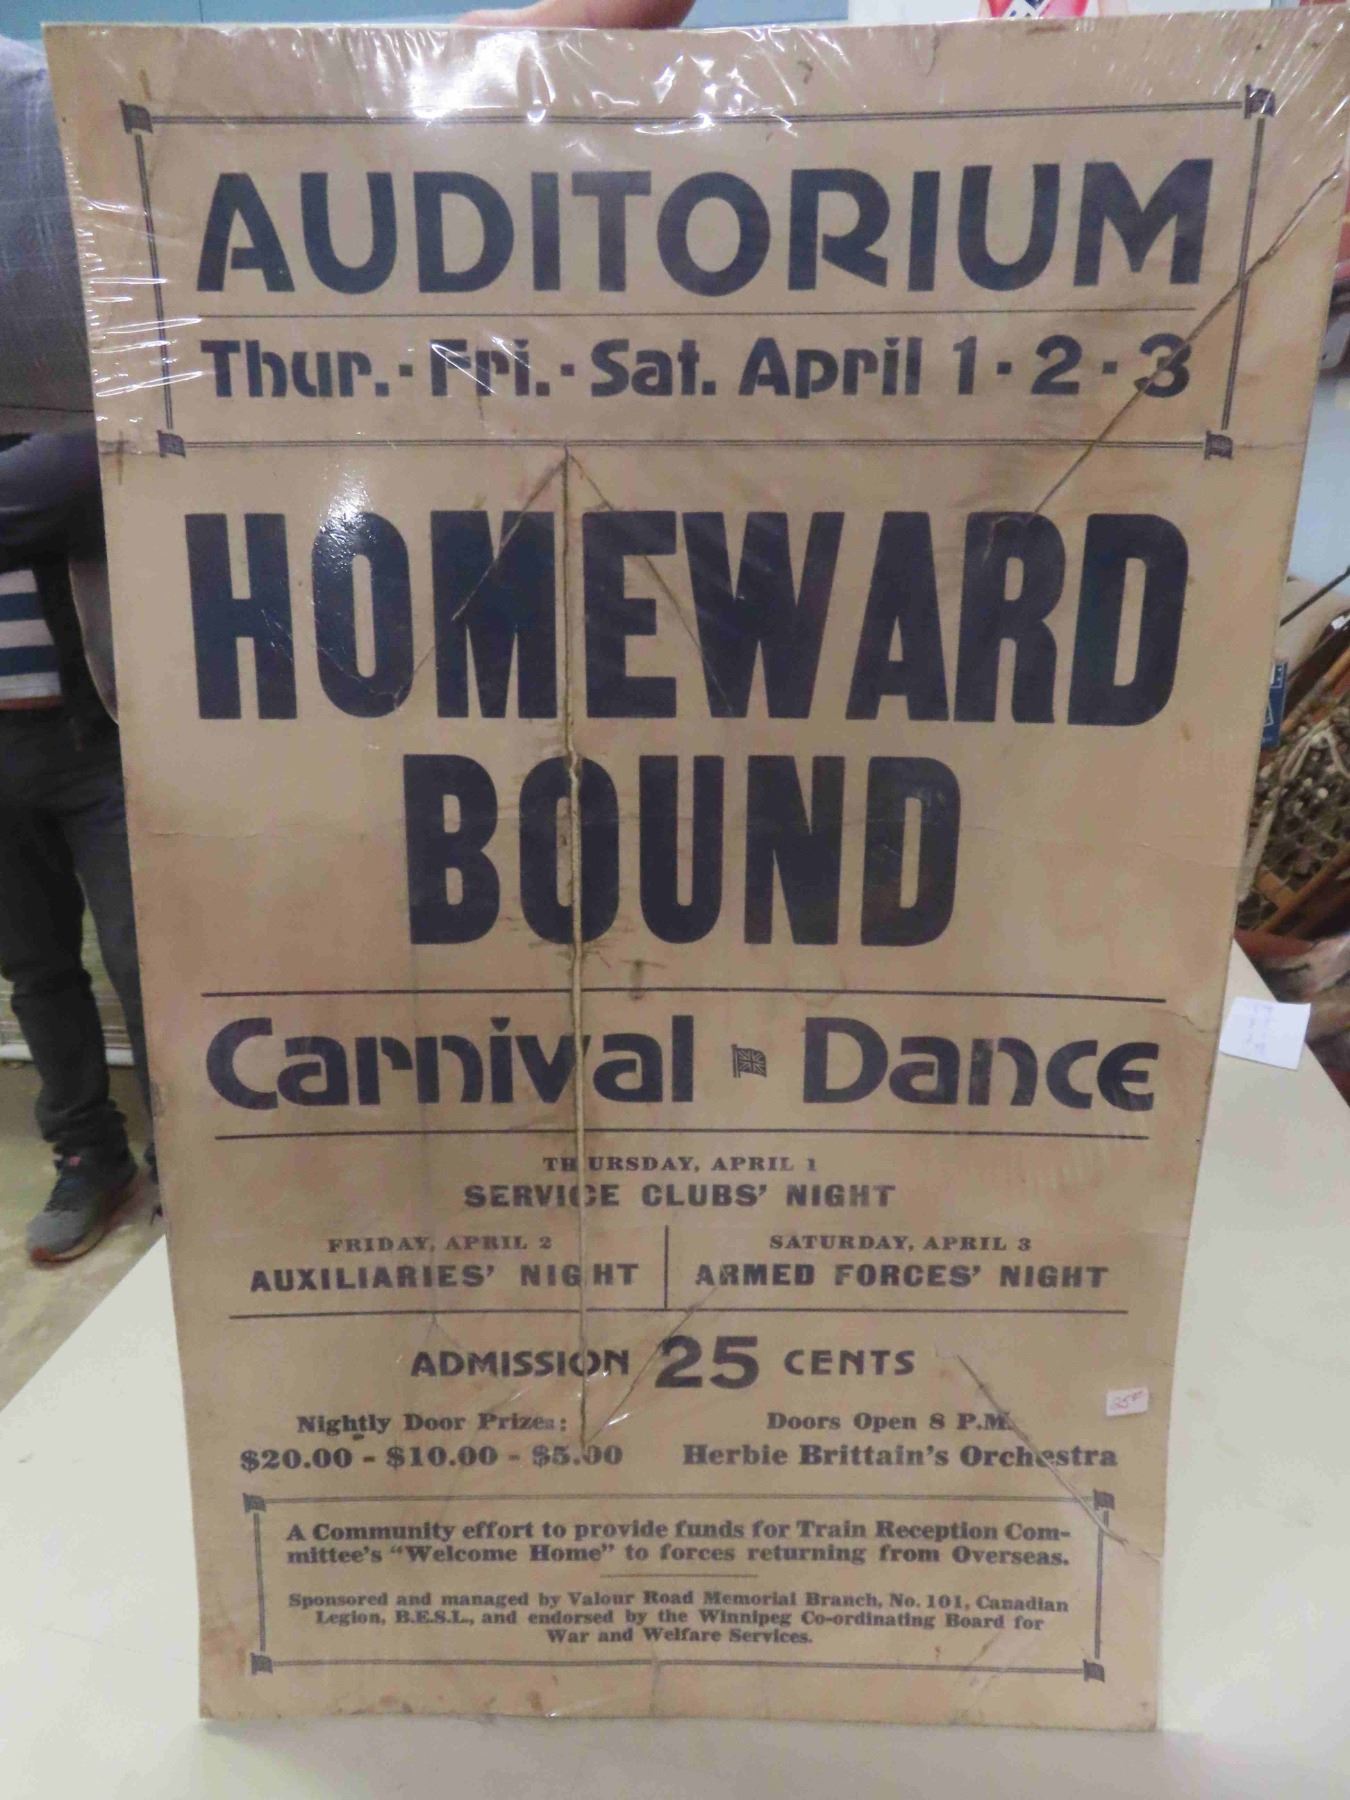 AUDITORIUM
Thur. - Fri. - Sat. April 1 - 2 - 3
HOMEWARD
BOUND
Carnival Dance
THURSDAY, APRIL 1
SERVICE CLUBS' NIGHT
FRIDAY, APRIL 2
AUXILIARIES' NIGHT
SATURDAY, APRIL 3
ARMED FORCES' NIGHT
ADMISSION 25 CENTS
Nightly Door Prizes:
$20.00 - $10.00 - $5.00
Doors Open 8 P.M.
Herbie Brittain's Orchestra
A Community effort to provide funds for Train Reception Com-
mittee's "Welcome Home" to forces returning from Overseas.
Sponsored and managed by Valour Road Memorial Branch, No. 101, Canadian
Legion, B.E.S.L., and endorsed by the Winnipeg Co-ordinating Board for
War and Welfare Services.